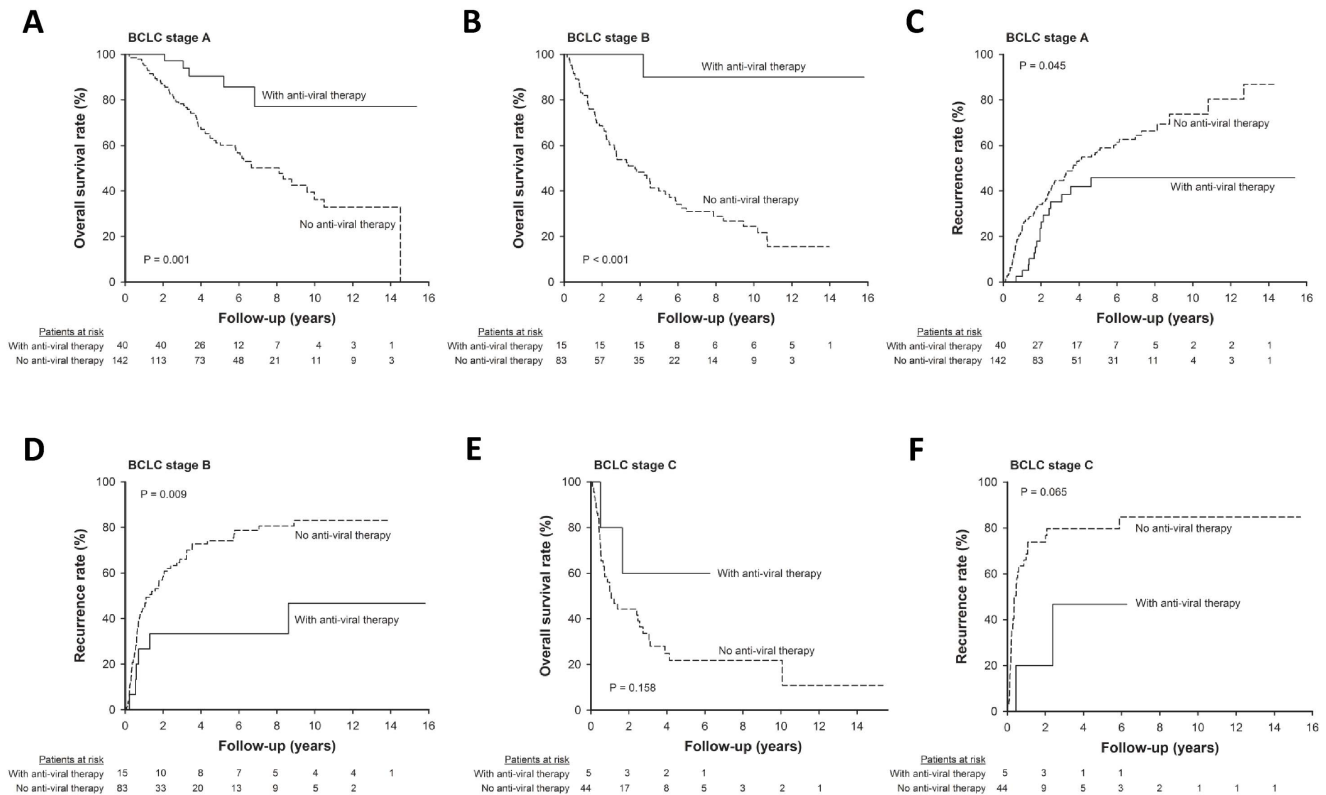 A
BCLC stage A
Overall survival rate (%)
100
80
60
40
20
0
With anti-viral therapy
No anti-viral therapy
P = 0.001
0 2 4 6 8 10 12 14 16
Follow-up (years)
Patients at risk
With anti-viral therapy 40 40 26 12 7 4 3 1
No anti-viral therapy 142 113 73 48 21 11 9 3
B
BCLC stage B
Overall survival rate (%)
100
80
60
40
20
0
With anti-viral therapy
No anti-viral therapy
P < 0.001
0 2 4 6 8 10 12 14 16
Follow-up (years)
Patients at risk
With anti-viral therapy 15 15 15 8 6 6 5 1
No anti-viral therapy 83 57 35 22 14 9 3
C
BCLC stage A
Recurrence rate (%)
100
80
60
40
20
0
P = 0.045
No anti-viral therapy
With anti-viral therapy
0 2 4 6 8 10 12 14 16
Follow-up (years)
Patients at risk
With anti-viral therapy 40 27 17 7 5 2 2 1
No anti-viral therapy 142 83 51 31 11 4 3 1
D
BCLC stage B
Recurrence rate (%)
100
80
60
40
20
0
P = 0.009
No anti-viral therapy
With anti-viral therapy
0 2 4 6 8 10 12 14 16
Follow-up (years)
Patients at risk
With anti-viral therapy 15 10 8 7 5 4 4 1
No anti-viral therapy 83 33 20 13 9 5 2
E
BCLC stage C
Overall survival rate (%)
100
80
60
40
20
0
With anti-viral therapy
No anti-viral therapy
P = 0.158
0 2 4 6 8 10 12 14
Follow-up (years)
Patients at risk
With anti-viral therapy 5 3 2 1
No anti-viral therapy 44 17 8 5 3 2 1
F
BCLC stage C
Recurrence rate (%)
100
80
60
40
20
0
P = 0.065
No anti-viral therapy
With anti-viral therapy
0 2 4 6 8 10 12 14 16
Follow-up (years)
Patients at risk
With anti-viral therapy 5 3 1 1
No anti-viral therapy 44 9 5 3 2 1 1 1